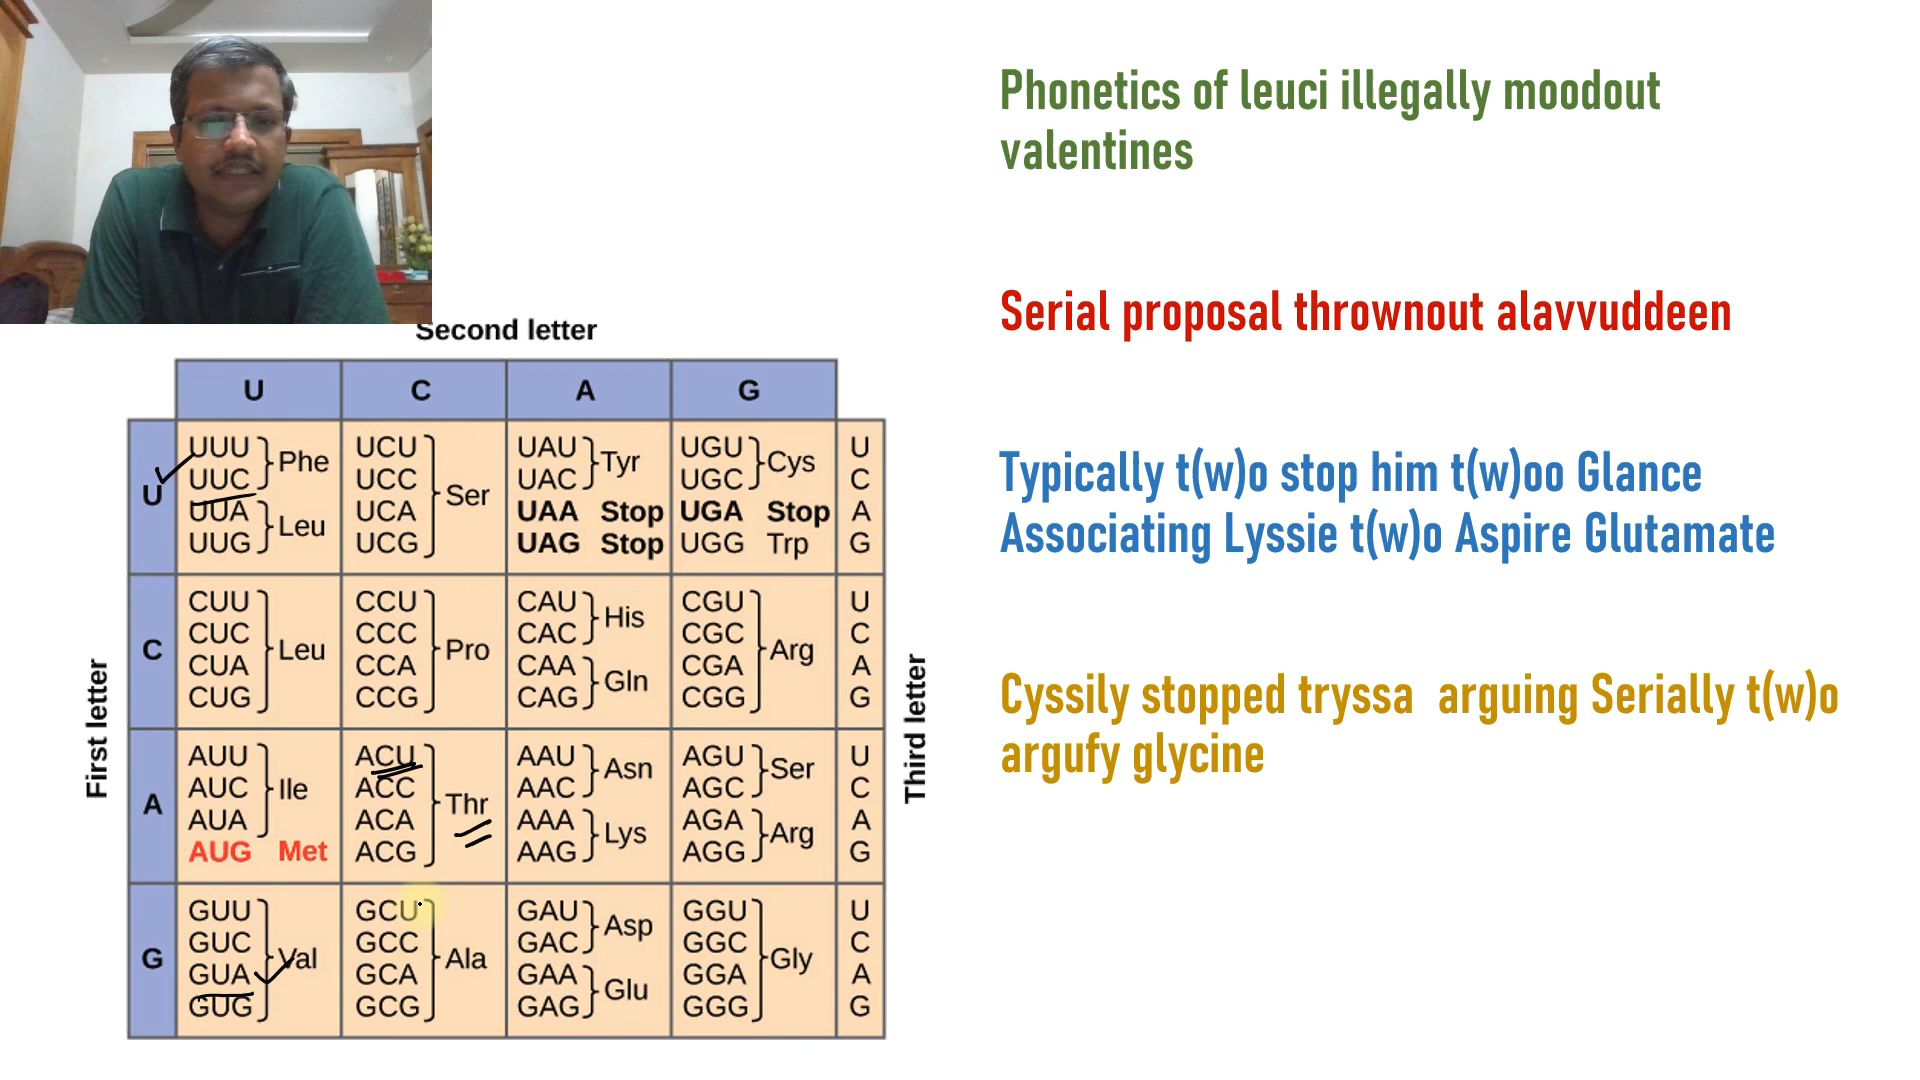 Phonetics of leuci illegally moodout
valentines
Serial proposal thrownout alavvuddeen
Typically t(w)o stop him t(w)oo Glance
Associating Lyssie t(w)o Aspire Glutamate
Cyssily stopped tryssa arguing Serially t(w)o
argufy glycine
Second letter
U C A G
First letter
Third letter
U
UUU UCU UAU UGU U
Phe Tyr Cys
UUC UCC UAC UGC C
Ser
UUA UCA UAA Stop UGA Stop A
Leu
UUG UCG UAG Stop UGG Trp G
C
CUU CCU CAU CGU U
His
CUC CCC CAC CGC C
Leu Pro Arg
CUA CCA CAA CGA A
Gln
CUG CCG CAG CGG G
A
AUU ACU AAU AGU U
Asn Ser
AUC ACC AAC AGC C
Ile Thr
AUA ACA AAA AGA A
Lys Arg
AUG Met ACG AAG AGG G
G
GUU GCU GAU GGU U
Asp
GUC GCC GAC GGC C
Val Ala Gly
GUA GCA GAA GGA A
Glu
GUG GCG GAG GGG G